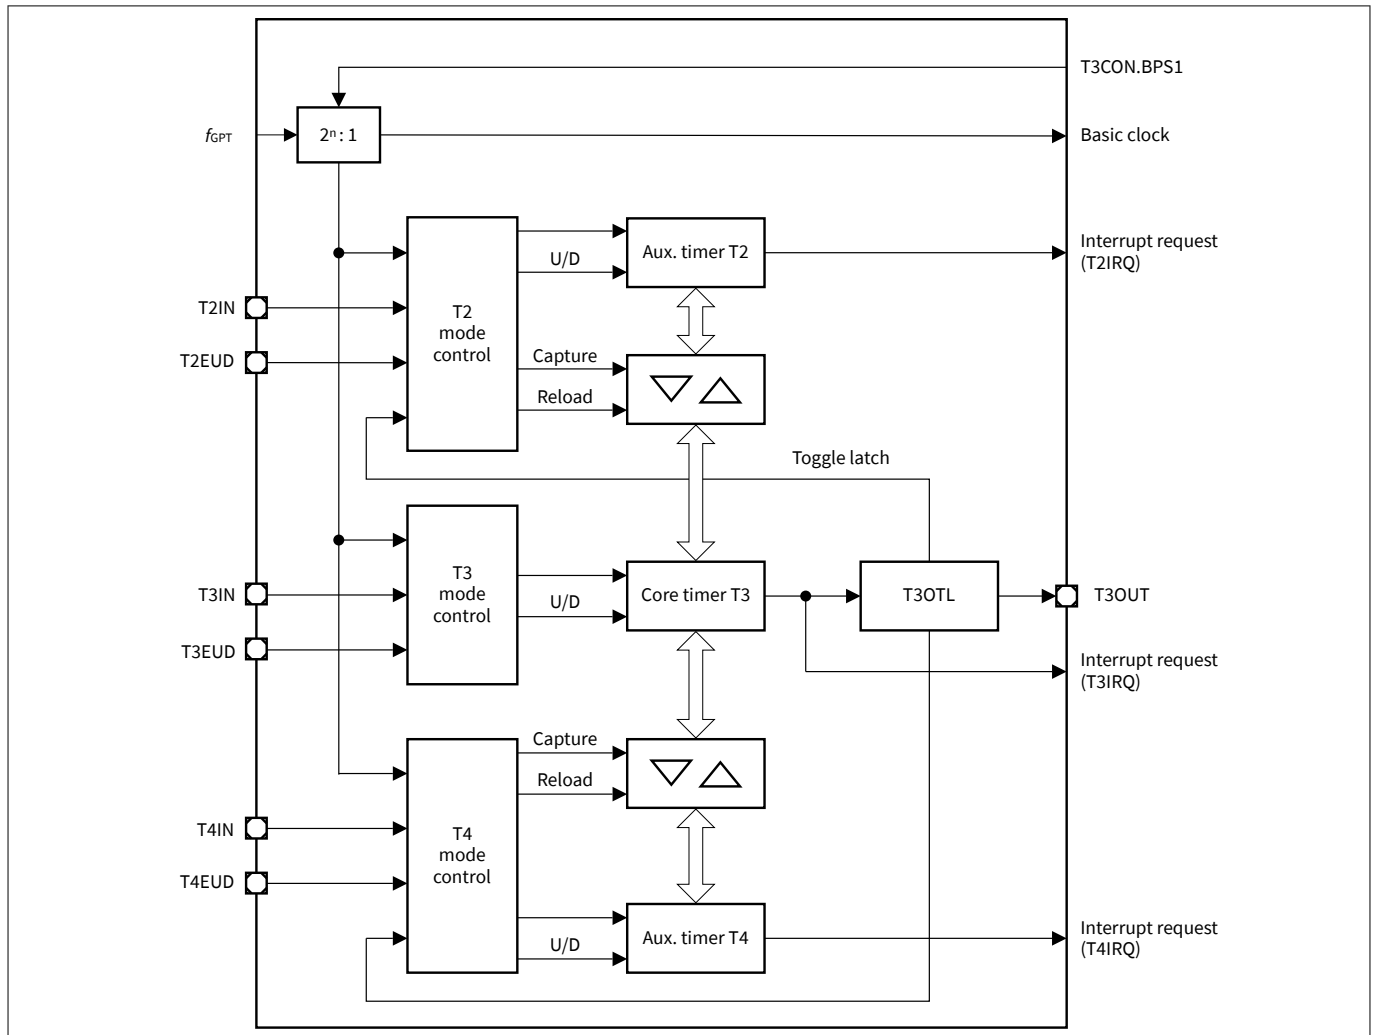 T3CON.BPS1
fGPT
2ⁿ : 1
Basic clock
Aux. timer T2
U/D
Interrupt request
(T2IRQ)
T2IN
T2
mode
control
T2EUD
Capture
Reload
Toggle latch
T3IN
T3
mode
control
U/D
Core timer T3
T3OTL
T3OUT
T3EUD
Interrupt request
(T3IRQ)
Capture
Reload
T4IN
T4
mode
control
T4EUD
U/D
Aux. timer T4
Interrupt request
(T4IRQ)